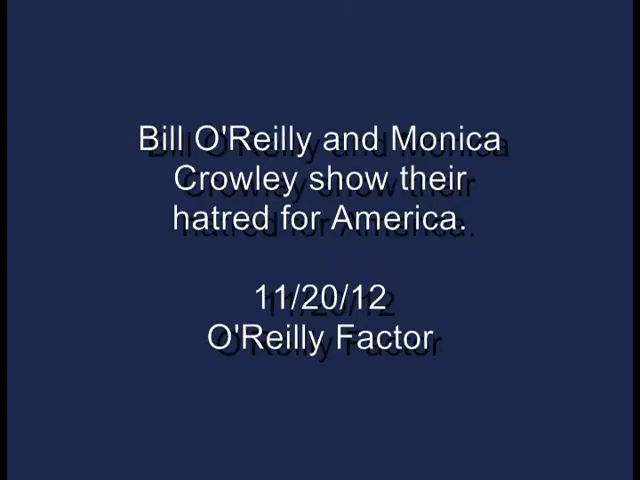 Bill O'Reilly and Monica
Crowley show their
hatred for America.
11/20/12
O'Reilly Factor